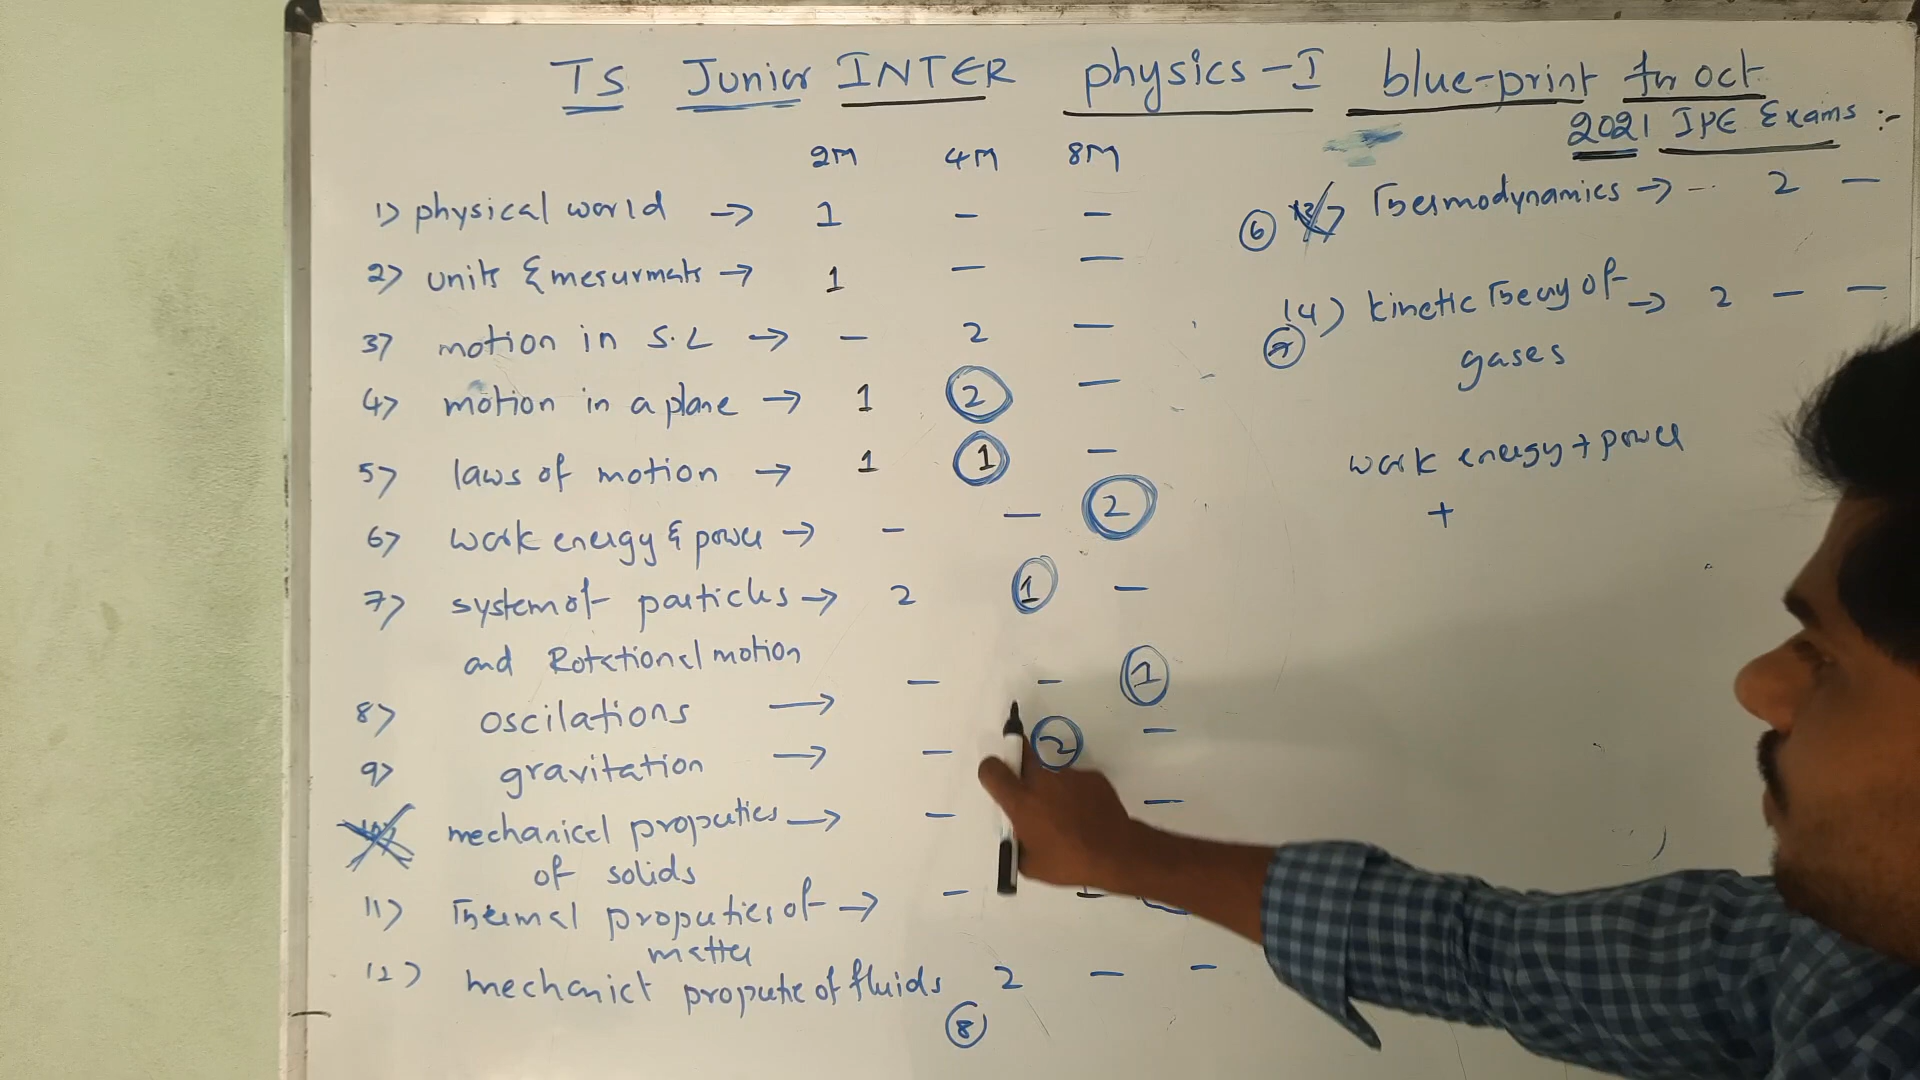 TS Junior INTER physics-I blue-print for oct
2021 IPE Exams :-
2M 4M 8M
1) physical world → 1 - -
2) units & mesurmats → 1 - -
3) motion in S.L → - 2 -
4) motion in a plane → 1 2 -
5) laws of motion → 1 1 -
6) work energy & power → - - 2
7) system of particles → 2 1 -
and Rotational motion
8) oscilations → - - 1
9) gravitation → - 2 -
mechanical properties → - -
of solids
11) Thermal properties of → - 1 -
matter
12) mechanict propertie of fluids 2 - -
8
6 Thermodynamics → - 2 -
14) kinetic Theory of → 2 - -
gases
work energy + power
+